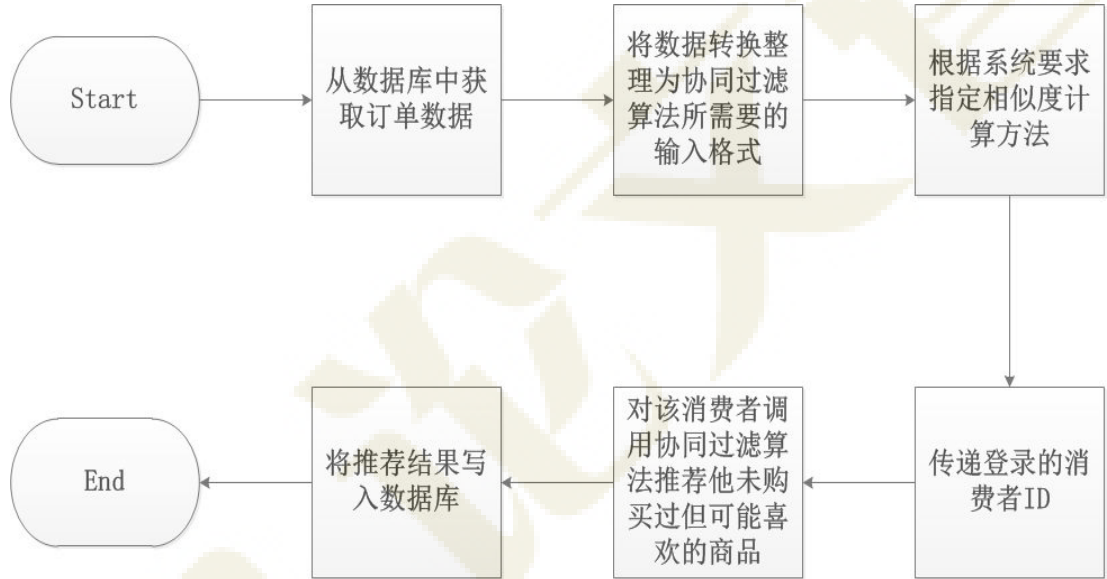 Start
从数据库中获
取订单数据
将数据转换整
理为协同过滤
算法所需要的
输入格式
根据系统要求
指定相似度计
算方法
传递登录的消
费者ID
对该消费者调
用协同过滤算
法推荐他未购
买过但可能喜
欢的商品
将推荐结果写
入数据库
End